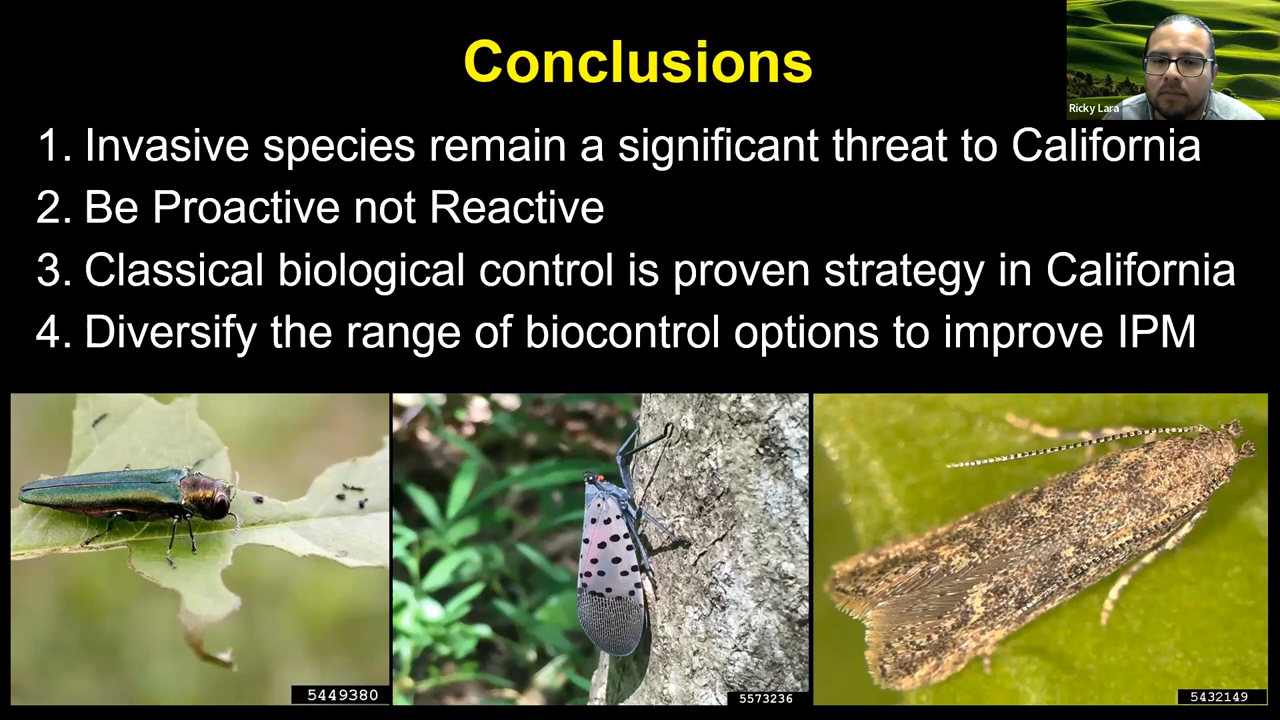 Conclusions
Ricky Lara
1. Invasive species remain a significant threat to California
2. Be Proactive not Reactive
3. Classical biological control is proven strategy in California
4. Diversify the range of biocontrol options to improve IPM
5449380
5573236
5432149